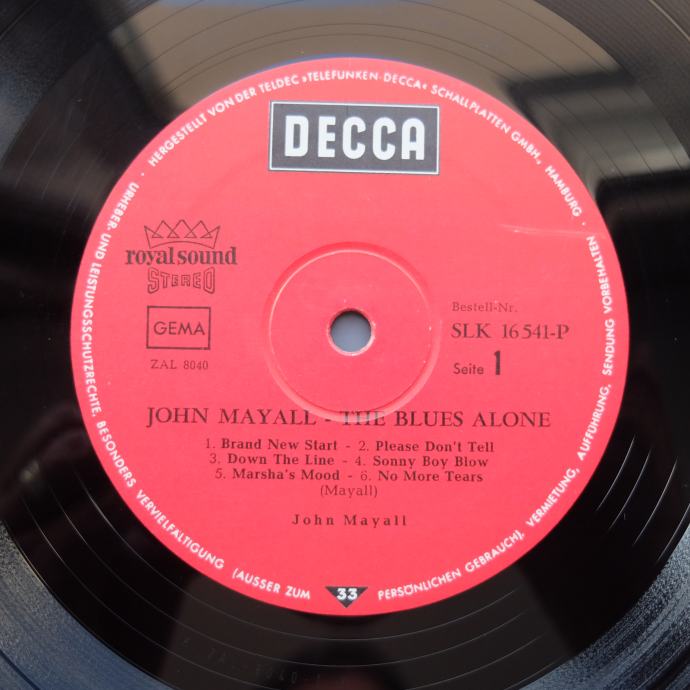 HERGESTELLT VON DER TELDEC »TELEFUNKEN-DECCA« SCHALLPLATTEN GMBH., HAMBURG ·
DECCA
royal sound
STEREO
GEMA
ZAL 8040
Bestell-Nr.
SLK 16 541-P
Seite 1
JOHN MAYALL - THE BLUES ALONE
1. Brand New Start - 2. Please Don't Tell
3. Down The Line - 4. Sonny Boy Blow
5. Marsha's Mood - 6. No More Tears
(Mayall)
John Mayall
33
URHEBER- UND LEISTUNGSSCHUTZRECHTE, BESONDERS VERVIELFÄLTIGUNG (AUSSER ZUM PERSÖNLICHEN GEBRAUCH), VERMIETUNG, AUFFÜHRUNG, SENDUNG VORBEHALTEN